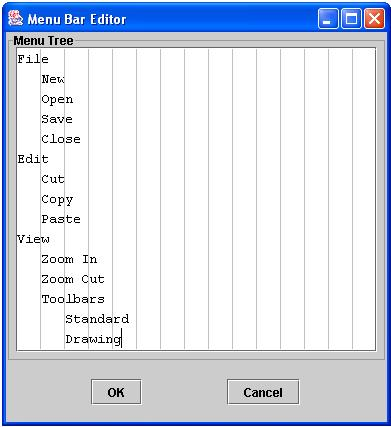 Menu Bar Editor
Menu Tree
File
New
Open
Save
Close
Edit
Cut
Copy
Paste
View
Zoom In
Zoom Cut
Toolbars
Standard
Drawing
OK Cancel